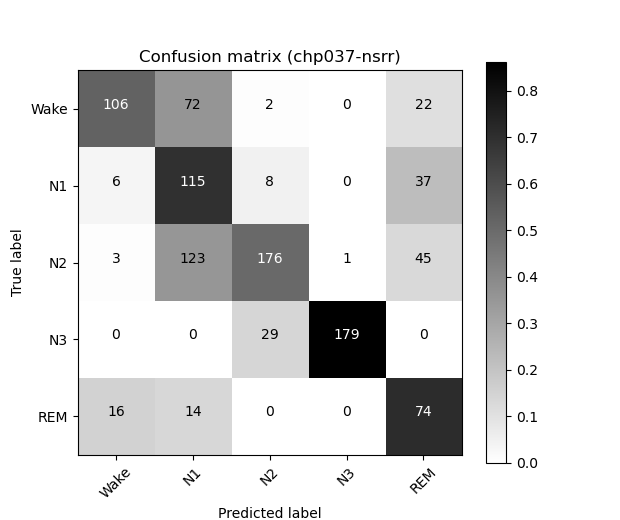 Confusion matrix (chp037-nsrr)
Wake 106 72 2 0 22
N1 6 115 8 0 37
N2 3 123 176 1 45
N3 0 0 29 179 0
REM 16 14 0 0 74
Wake N1 N2 N3 REM
Predicted label
True label
0.8
0.7
0.6
0.5
0.4
0.3
0.2
0.1
0.0